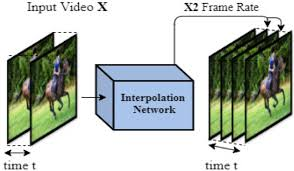 Input Video X
X2 Frame Rate
Interpolation
Network
time t
time t